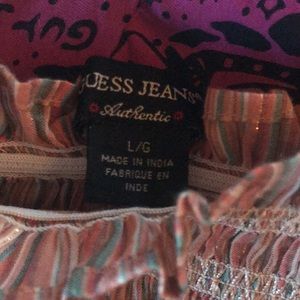 UESS JEANS
Authentic
L/G
MADE IN INDIA
FABRIQUE EN
INDE